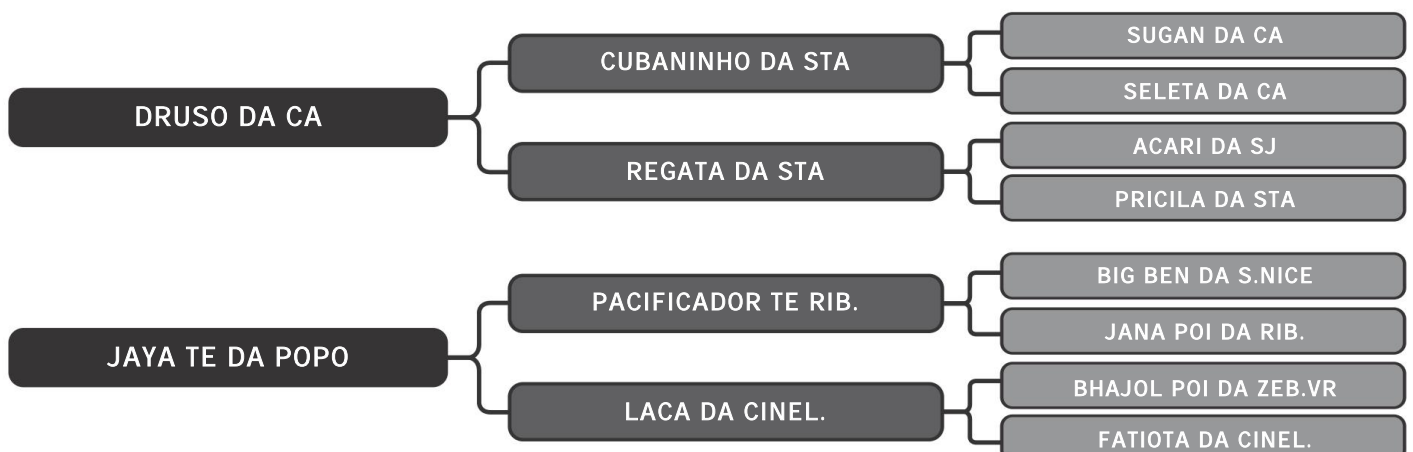 DRUSO DA CA
CUBANINHO DA STA
REGATA DA STA
SUGAN DA CA
SELETA DA CA
ACARI DA SJ
PRICILA DA STA
JAYA TE DA POPO
PACIFICADOR TE RIB.
LACA DA CINEL.
BIG BEN DA S.NICE
JANA POI DA RIB.
BHAJOL POI DA ZEB.VR
FATIOTA DA CINEL.